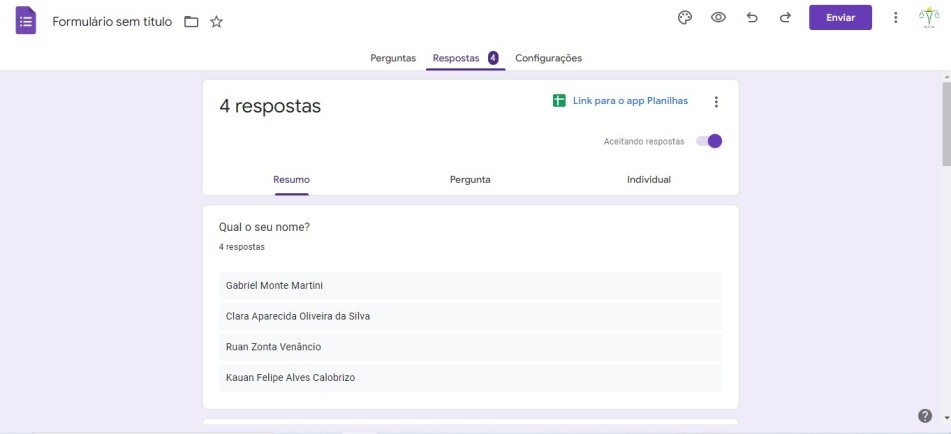 Formulário sem título
Enviar
Perguntas Respostas 4 Configurações
4 respostas
Link para o app Planilhas
Aceitando respostas
Resumo Pergunta Individual
Qual o seu nome?
4 respostas
Gabriel Monte Martini
Clara Aparecida Oliveira da Silva
Ruan Zonta Venâncio
Kauan Felipe Alves Calobrizo